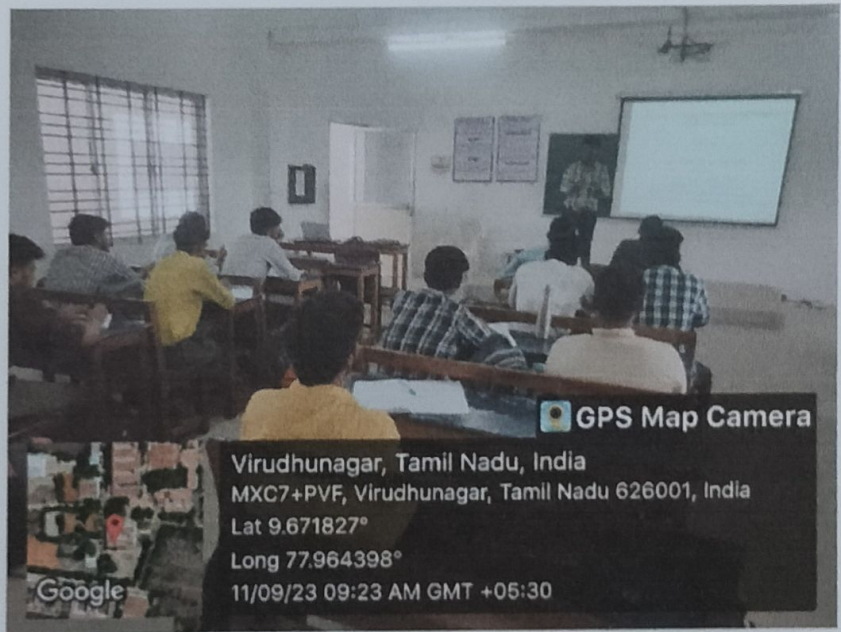 GPS Map Camera
Virudhunagar, Tamil Nadu, India
MXC7+PVF, Virudhunagar, Tamil Nadu 626001, India
Lat 9.671827°
Long 77.964398°
11/09/23 09:23 AM GMT +05:30
Google